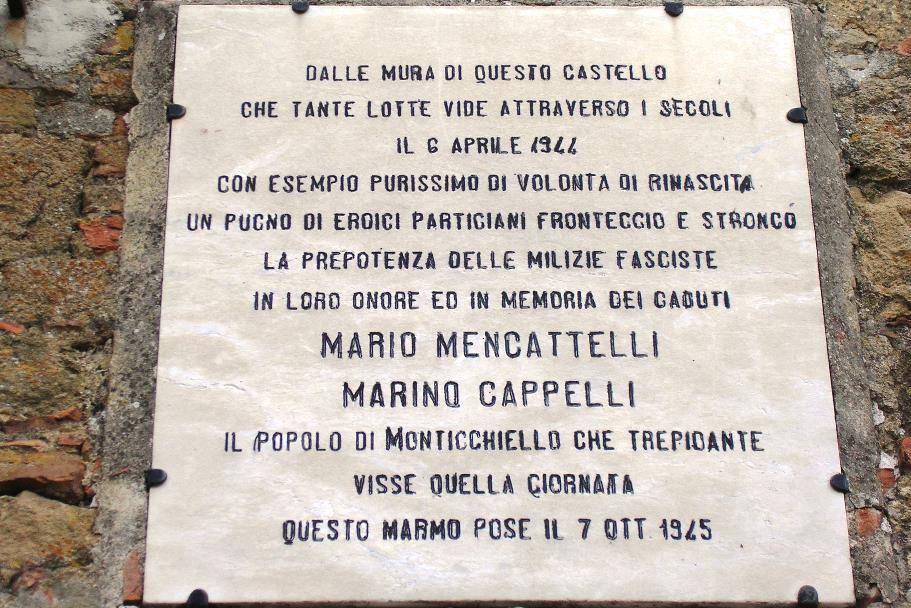 DALLE MURA DI QUESTO CASTELLO
CHE TANTE LOTTE VIDE ATTRAVERSO I SECOLI
IL 6 APRILE 1944
CON ESEMPIO PURISSIMO DI VOLONTA DI RINASCITA
UN PUGNO DI EROICI PARTIGIANI FRONTEGGIO E STRONCO
LA PREPOTENZA DELLE MILIZIE FASCISTE
IN LORO ONORE ED IN MEMORIA DEI CADUTI
MARIO MENCATTELLI
MARINO CAPPELLI
IL POPOLO DI MONTICCHIELLO CHE TREPIDANTE
VISSE QUELLA GIORNATA
QUESTO MARMO POSE IL 7 OTT 1945